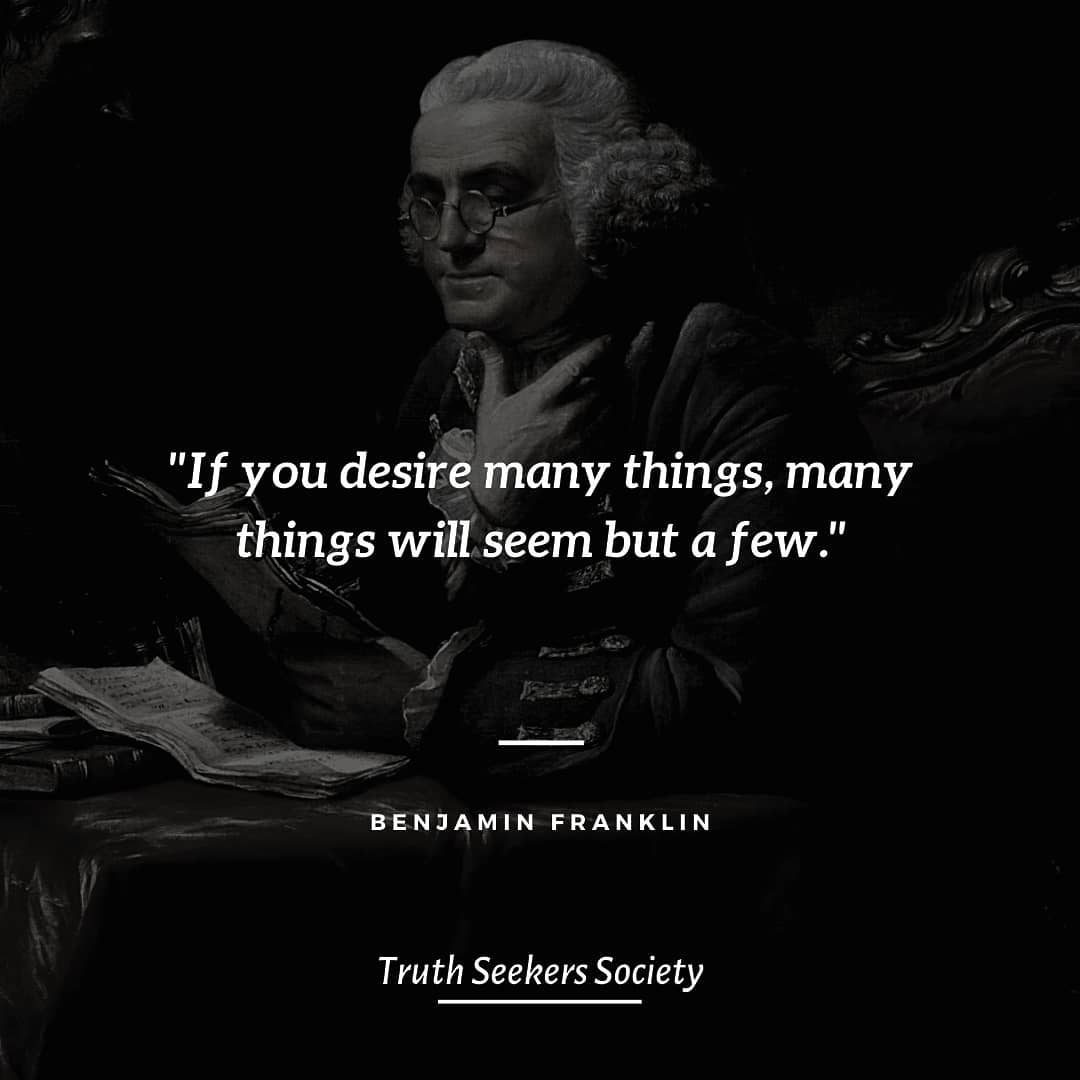 "If you desire many things, many
things will seem but a few."
BENJAMIN FRANKLIN
Truth Seekers Society